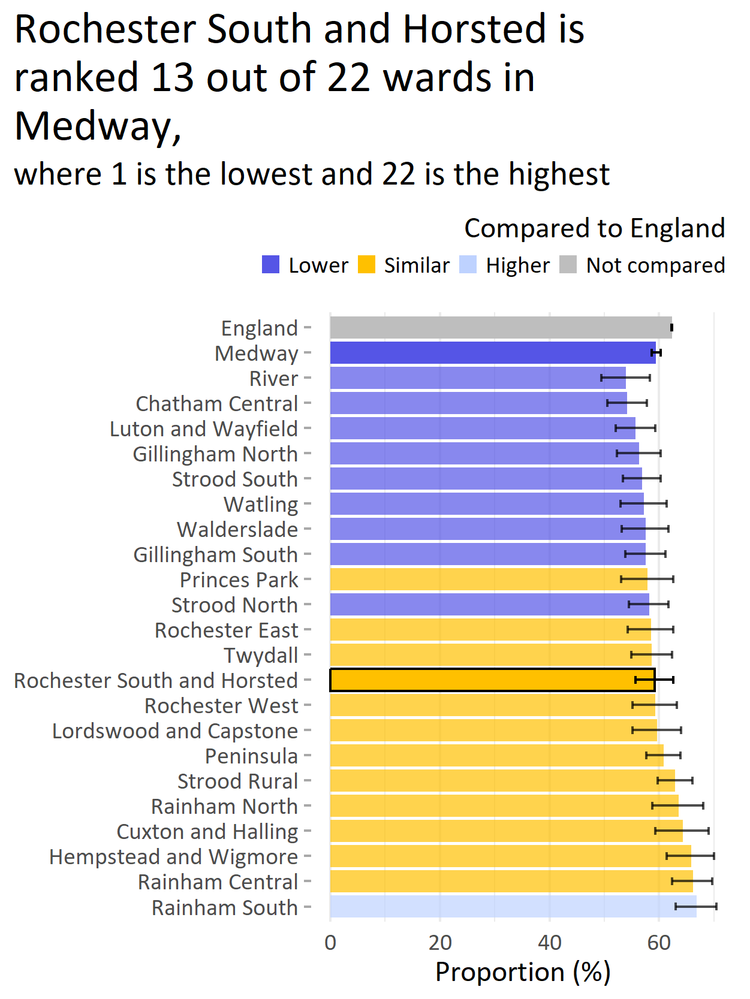 Rochester South and Horsted is
ranked 13 out of 22 wards in
Medway,
where 1 is the lowest and 22 is the highest
Compared to England
Lower Similar Higher Not compared
England
Medway
River
Chatham Central
Luton and Wayfield
Gillingham North
Strood South
Watling
Walderslade
Gillingham South
Princes Park
Strood North
Rochester East
Twydall
Rochester South and Horsted
Rochester West
Lordswood and Capstone
Peninsula
Strood Rural
Rainham North
Cuxton and Halling
Hempstead and Wigmore
Rainham Central
Rainham South
0 20 40 60
Proportion (%)